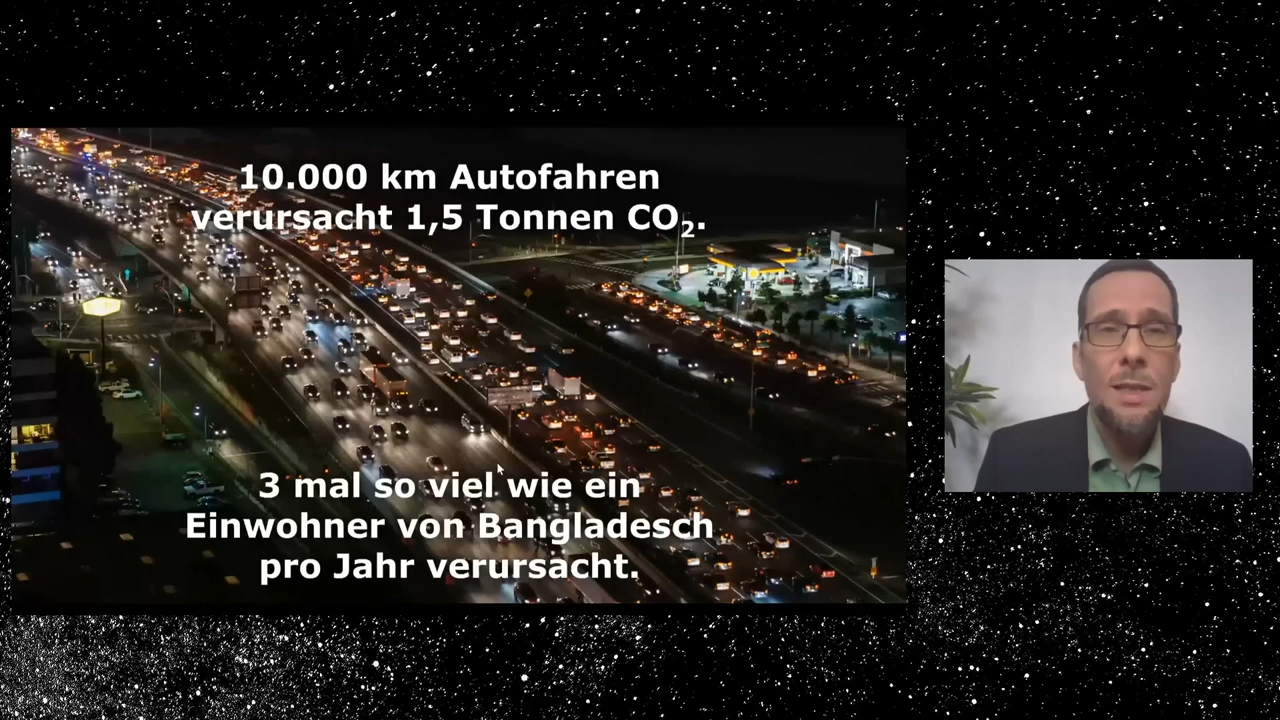 10.000 km Autofahren
verursacht 1,5 Tonnen CO₂.
3 mal so viel wie ein
Einwohner von Bangladesch
pro Jahr verursacht.